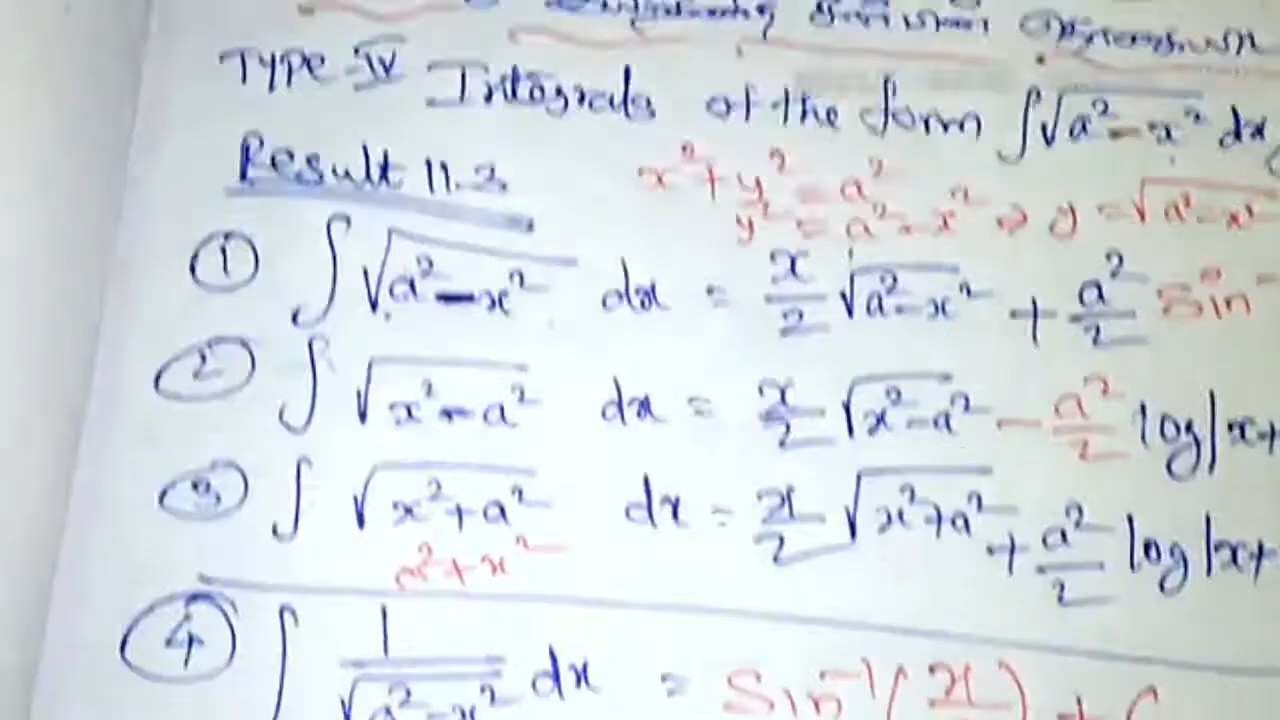 Type-IV Integrals of the form ∫√a²-x² dx
Result 11.3
x²+y² = a²
y² = a²-x² ⇒ y = √a²-x²
① ∫√a²-x² dx = x/2 √a²-x² + a²/2 Sin⁻
② ∫ √x²-a² dx = x/2 √x²-a² - a²/2 log|x+
③ ∫ √x²+a² dx = x/2 √x²+a² + a²/2 log|x+
a²+x²
④ ∫ 1/√a²-x² dx = Sin⁻¹(x/